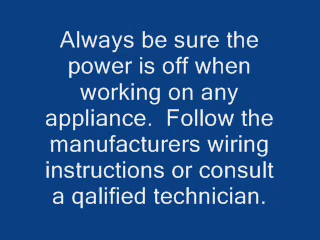 Always be sure the
power is off when
working on any
appliance.  Follow the
manufacturers wiring
instructions or consult
a qalified technician.